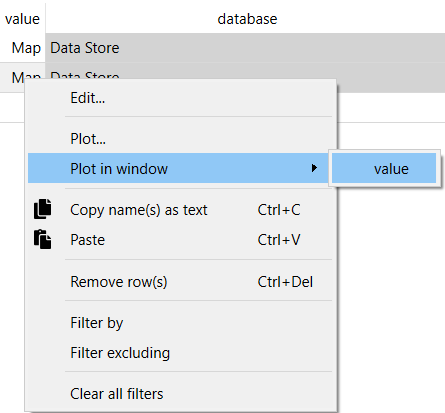 value database
Map Data Store
Map Data Store
Edit...
Plot...
Plot in window value
Copy name(s) as text Ctrl+C
Paste Ctrl+V
Remove row(s) Ctrl+Del
Filter by
Filter excluding
Clear all filters